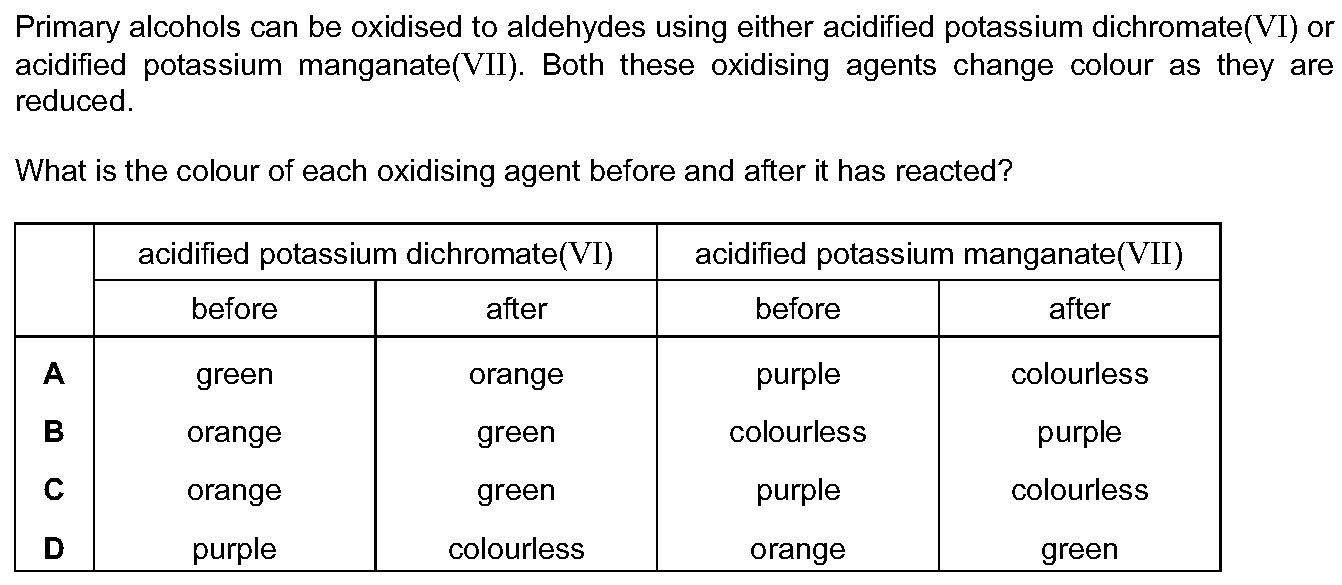 Primary alcohols can be oxidised to aldehydes using either acidified potassium dichromate(VI) or
acidified potassium manganate(VII). Both these oxidising agents change colour as they are
reduced.
What is the colour of each oxidising agent before and after it has reacted?
acidified potassium dichromate(VI) acidified potassium manganate(VII)
before after before after
A green orange purple colourless
B orange green colourless purple
C orange green purple colourless
D purple colourless orange green